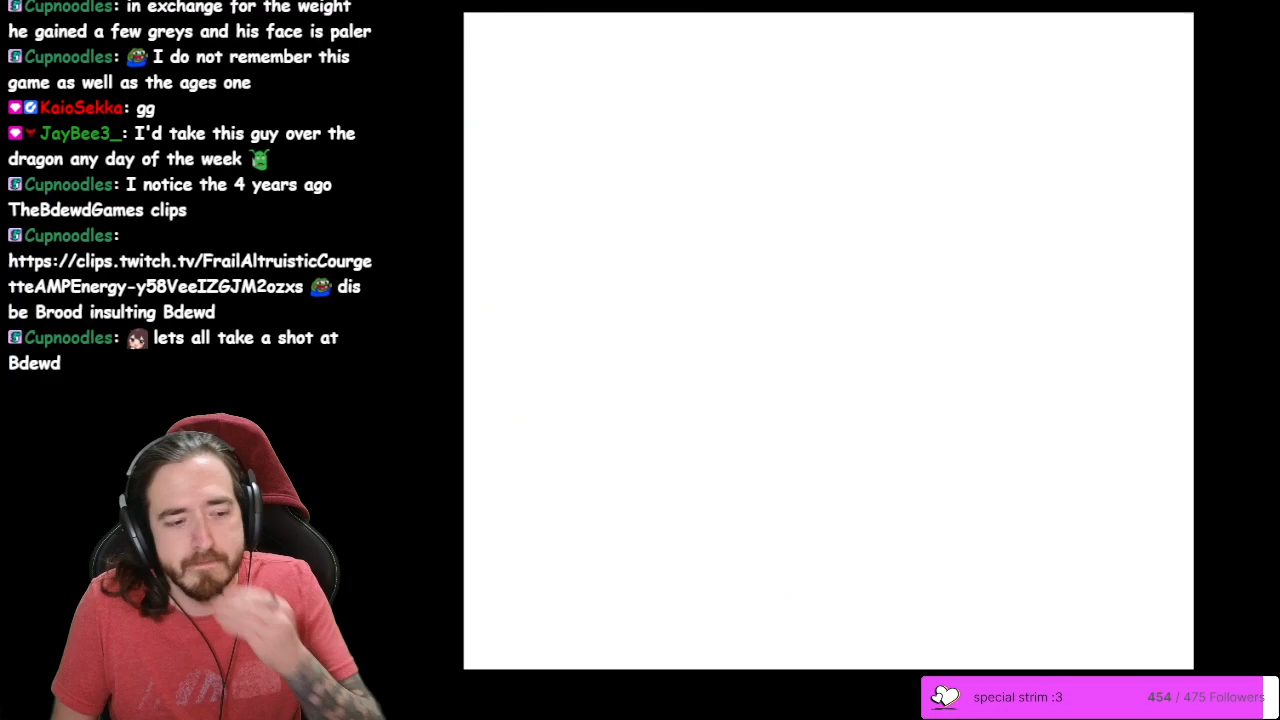 Cupnoodles: in exchange for the weight
he gained a few greys and his face is paler
Cupnoodles: I do not remember this
game as well as the ages one
KaioSekka: gg
JayBee3_: I'd take this guy over the
dragon any day of the week
Cupnoodles: I notice the 4 years ago
TheBdewdGames clips
Cupnoodles:
https://clips.twitch.tv/FrailAltruisticCourge
tteAMPEnergy-y58VeeIZGJM2ozxs dis
be Brood insulting Bdewd
Cupnoodles: lets all take a shot at
Bdewd
special strim :3 454 / 475 Followers